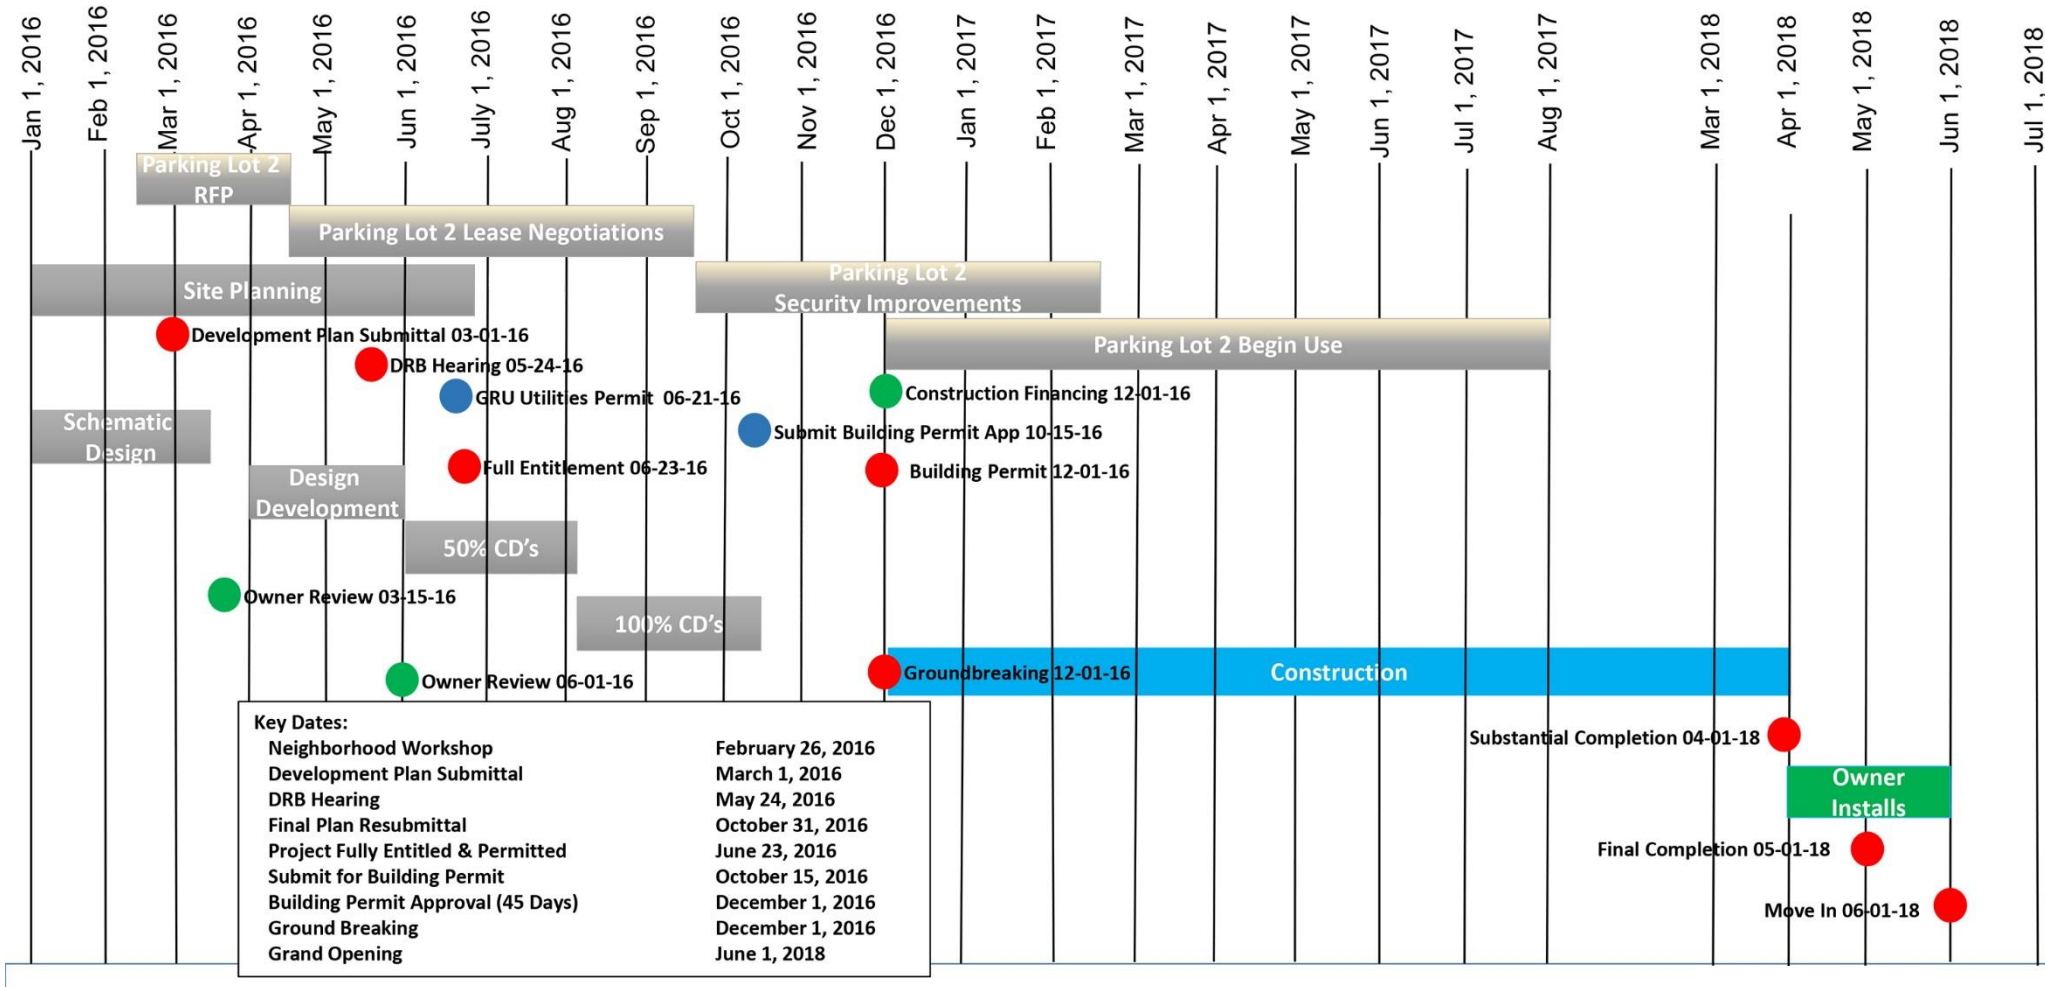 Jan 1, 2016
Feb 1, 2016
Mar 1, 2016
Apr 1, 2016
May 1, 2016
Jun 1, 2016
July 1, 2016
Aug 1, 2016
Sep 1, 2016
Oct 1, 2016
Nov 1, 2016
Dec 1, 2016
Jan 1, 2017
Feb 1, 2017
Mar 1, 2017
Apr 1, 2017
May 1, 2017
Jun 1, 2017
Jul 1, 2017
Aug 1, 2017
Mar 1, 2018
Apr 1, 2018
May 1, 2018
Jun 1, 2018
Jul 1, 2018
Parking Lot 2
RFP
Parking Lot 2 Lease Negotiations
Parking Lot 2
Security Improvements
Site Planning
Parking Lot 2 Begin Use
Development Plan Submittal 03-01-16
DRB Hearing 05-24-16
GRU Utilities Permit 06-21-16
Construction Financing 12-01-16
Schematic
Design
Submit Building Permit App 10-15-16
Full Entitlement 06-23-16
Building Permit 12-01-16
Design
Development
50% CD's
Owner Review 03-15-16
100% CD's
Owner Review 06-01-16
Groundbreaking 12-01-16
Construction
Substantial Completion 04-01-18
Owner
Installs
Final Completion 05-01-18
Move In 06-01-18
Key Dates:
Neighborhood Workshop February 26, 2016
Development Plan Submittal March 1, 2016
DRB Hearing May 24, 2016
Final Plan Resubmittal October 31, 2016
Project Fully Entitled & Permitted June 23, 2016
Submit for Building Permit October 15, 2016
Building Permit Approval (45 Days) December 1, 2016
Ground Breaking December 1, 2016
Grand Opening June 1, 2018